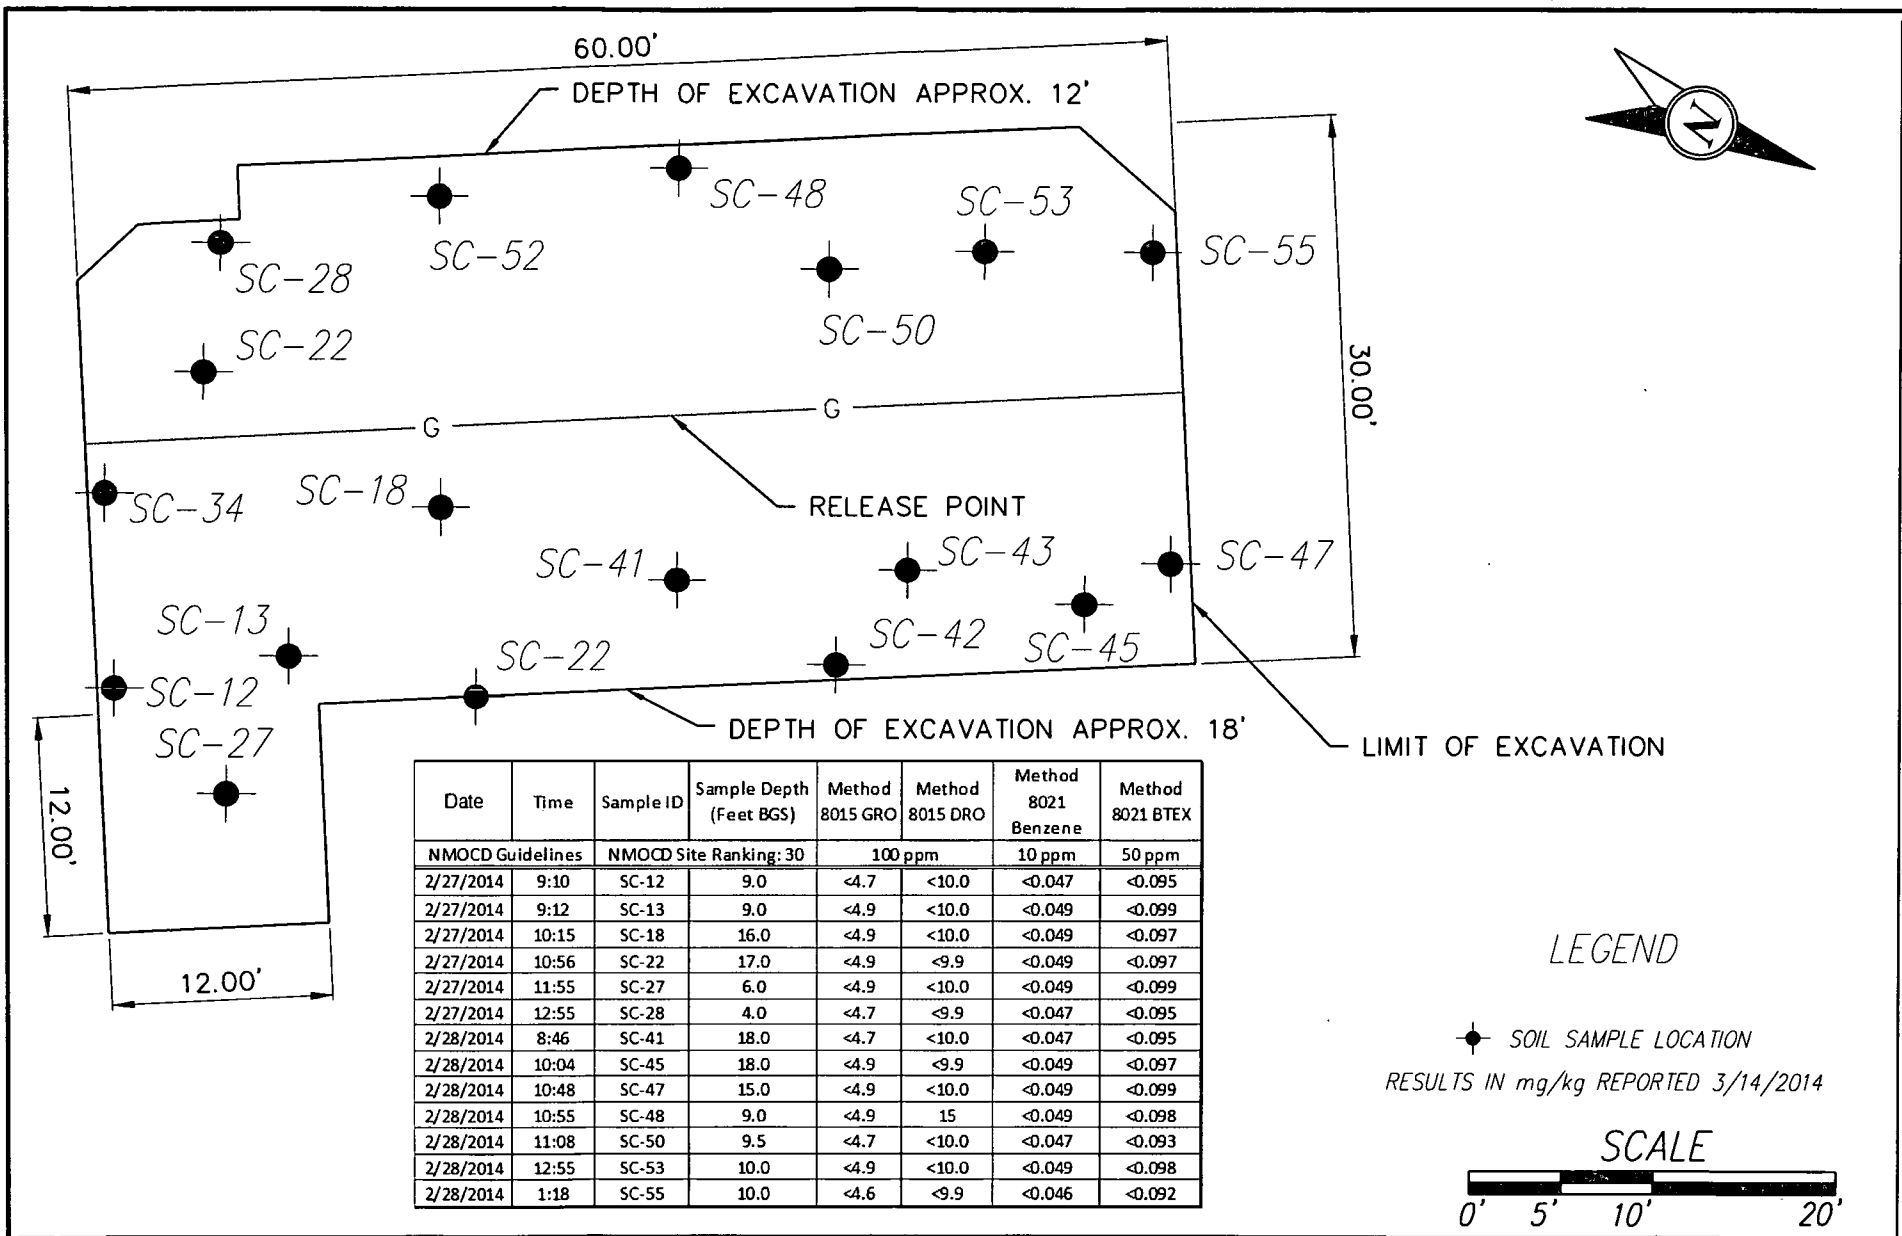 60.00'
DEPTH OF EXCAVATION APPROX. 12'
N
SC-48
SC-53
SC-52
SC-55
SC-28
SC-50
SC-22
30.00'
G
G
SC-34
SC-18
RELEASE POINT
SC-41
SC-43
SC-47
SC-13
SC-42
SC-45
SC-22
SC-12
DEPTH OF EXCAVATION APPROX. 18'
SC-27
LIMIT OF EXCAVATION
12.00'
12.00'
Date Time Sample ID Sample Depth (Feet BGS) Method 8015 GRO Method 8015 DRO Method 8021 Benzene Method 8021 BTEX
NMOCD Guidelines NMOCD Site Ranking: 30 100 ppm 10 ppm 50 ppm
2/27/2014 9:10 SC-12 9.0 <4.7 <10.0 <0.047 <0.095
2/27/2014 9:12 SC-13 9.0 <4.9 <10.0 <0.049 <0.099
2/27/2014 10:15 SC-18 16.0 <4.9 <10.0 <0.049 <0.097
2/27/2014 10:56 SC-22 17.0 <4.9 <9.9 <0.049 <0.097
2/27/2014 11:55 SC-27 6.0 <4.9 <10.0 <0.049 <0.099
2/27/2014 12:55 SC-28 4.0 <4.7 <9.9 <0.047 <0.095
2/28/2014 8:46 SC-41 18.0 <4.7 <10.0 <0.047 <0.095
2/28/2014 10:04 SC-45 18.0 <4.9 <9.9 <0.049 <0.097
2/28/2014 10:48 SC-47 15.0 <4.9 <10.0 <0.049 <0.099
2/28/2014 10:55 SC-48 9.0 <4.9 15 <0.049 <0.098
2/28/2014 11:08 SC-50 9.5 <4.7 <10.0 <0.047 <0.093
2/28/2014 12:55 SC-53 10.0 <4.9 <10.0 <0.049 <0.098
2/28/2014 1:18 SC-55 10.0 <4.6 <9.9 <0.046 <0.092
LEGEND
SOIL SAMPLE LOCATION
RESULTS IN mg/kg REPORTED 3/14/2014
SCALE
0' 5' 10' 20'